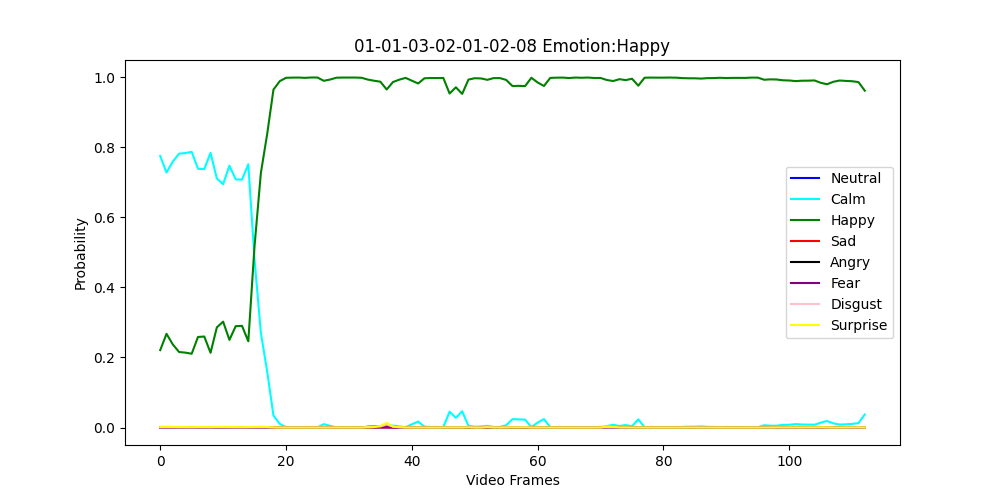 01-01-03-02-01-02-08 Emotion:Happy
Probability
1.0
0.8
0.6
0.4
0.2
0.0
0 20 40 60 80 100
Video Frames
Neutral
Calm
Happy
Sad
Angry
Fear
Disgust
Surprise